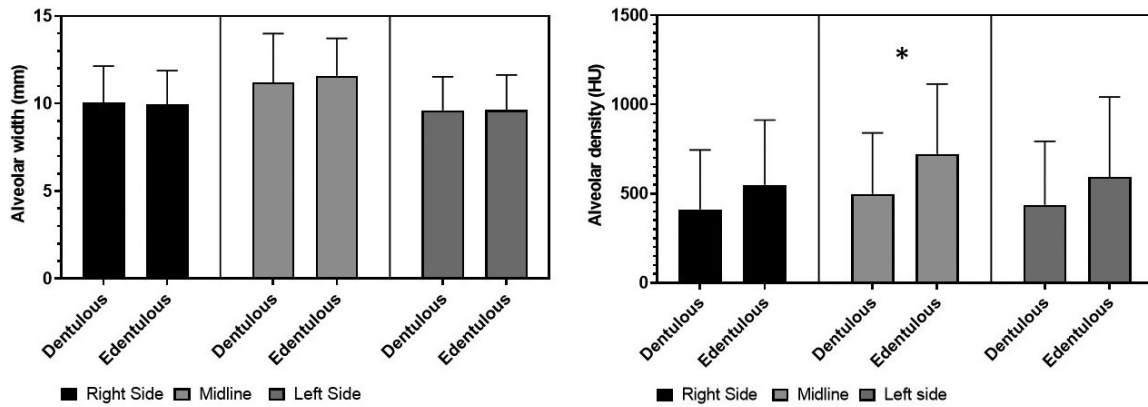 Alveolar width (mm)
15
10
5
0
Dentulous
Edentulous
Dentulous
Edentulous
Dentulous
Edentulous
Right Side
Midline
Left Side
Alveolar density (HU)
1500
1000
500
0
*
Dentulous
Edentulous
Dentulous
Edentulous
Dentulous
Edentulous
Right Side
Midline
Left side